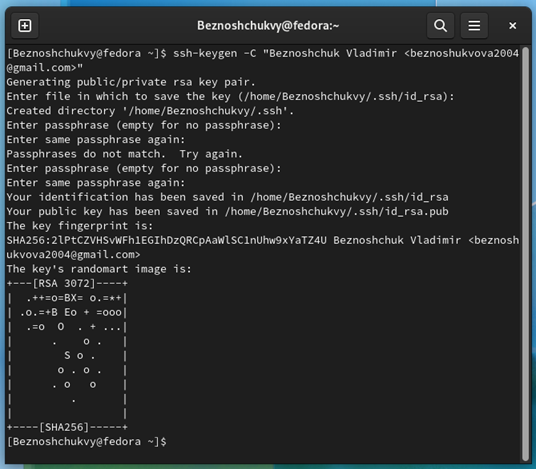 Beznoshchukvy@fedora:~
[Beznoshchukvy@fedora ~]$ ssh-keygen -C "Beznoshchuk Vladimir <beznoshukvova2004
@gmail.com>"
Generating public/private rsa key pair.
Enter file in which to save the key (/home/Beznoshchukvy/.ssh/id_rsa):
Created directory '/home/Beznoshchukvy/.ssh'.
Enter passphrase (empty for no passphrase):
Enter same passphrase again:
Passphrases do not match.  Try again.
Enter passphrase (empty for no passphrase):
Enter same passphrase again:
Your identification has been saved in /home/Beznoshchukvy/.ssh/id_rsa
Your public key has been saved in /home/Beznoshchukvy/.ssh/id_rsa.pub
The key fingerprint is:
SHA256:2lPtCZVHSvWFh1EGIhDzQRCpAaWlSC1nUhw9xYaTZ4U Beznoshchuk Vladimir <beznosh
ukvova2004@gmail.com>
The key's randomart image is:
+---[RSA 3072]----+
|  .++=o=BX= o.=*+|
| .o.=+B Eo + =ooo|
|  .=o  O  . + ...|
|      .    o .   |
|        S o .    |
|       o . o .   |
|      . o   o    |
|         .       |
|                 |
+----[SHA256]-----+
[Beznoshchukvy@fedora ~]$